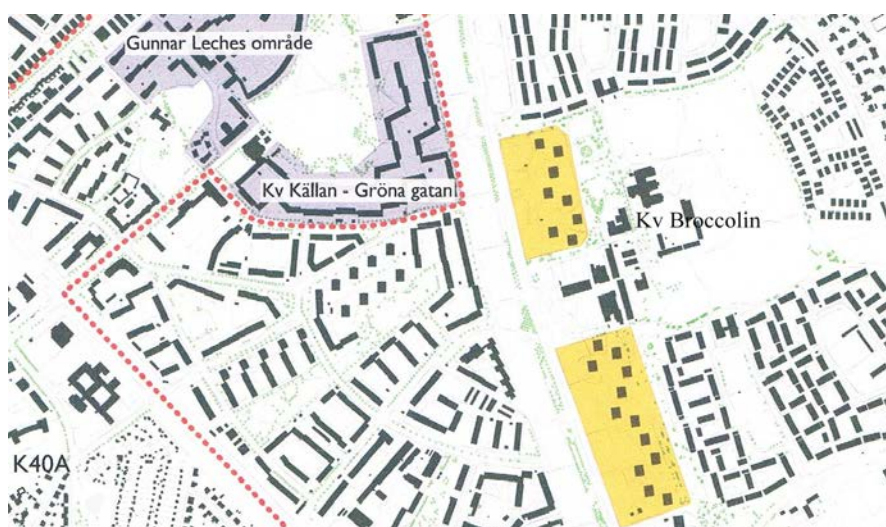 Gunnar Leches område
Kv Källan - Gröna gatan
Kv Broccolin
K40A